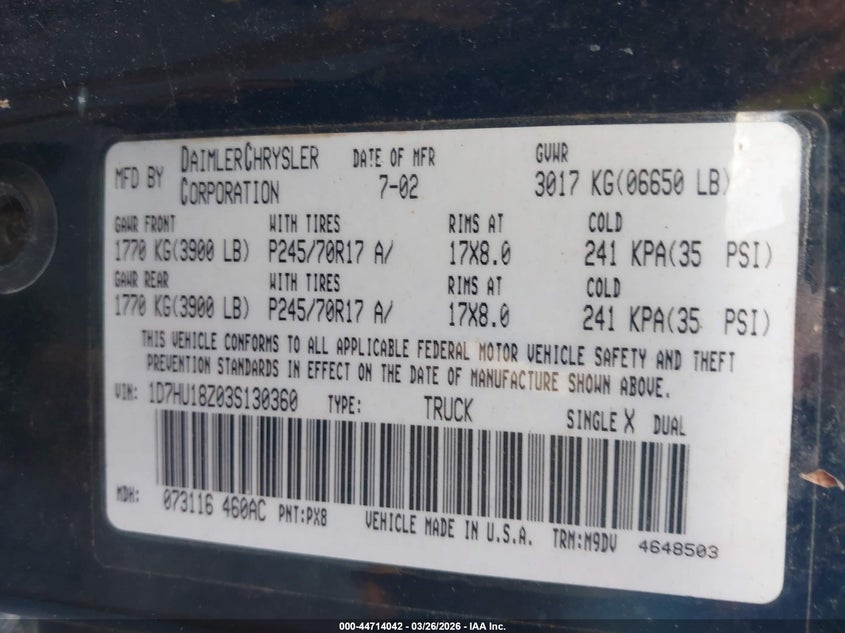 MFD BY DAIMLERCHRYSLER CORPORATION DATE OF MFR 7-02 GVWR 3017 KG(06650 LB)
GAWR FRONT WITH TIRES RIMS AT COLD
1770 KG(3900 LB) P245/70R17 A/ 17X8.0 241 KPA(35 PSI)
GAWR REAR WITH TIRES RIMS AT COLD
1770 KG(3900 LB) P245/70R17 A/ 17X8.0 241 KPA(35 PSI)
THIS VEHICLE CONFORMS TO ALL APPLICABLE FEDERAL MOTOR VEHICLE SAFETY AND THEFT
PREVENTION STANDARDS IN EFFECT ON THE DATE OF MANUFACTURE SHOWN ABOVE.
VIN: 1D7HU18Z03S130360 TYPE: TRUCK SINGLE X DUAL
MDH: 073116 460AC PNT:PX8 VEHICLE MADE IN U.S.A. TRM:M9DV 4648503
000-44714042 / 03/26/2026 - IAA Inc.